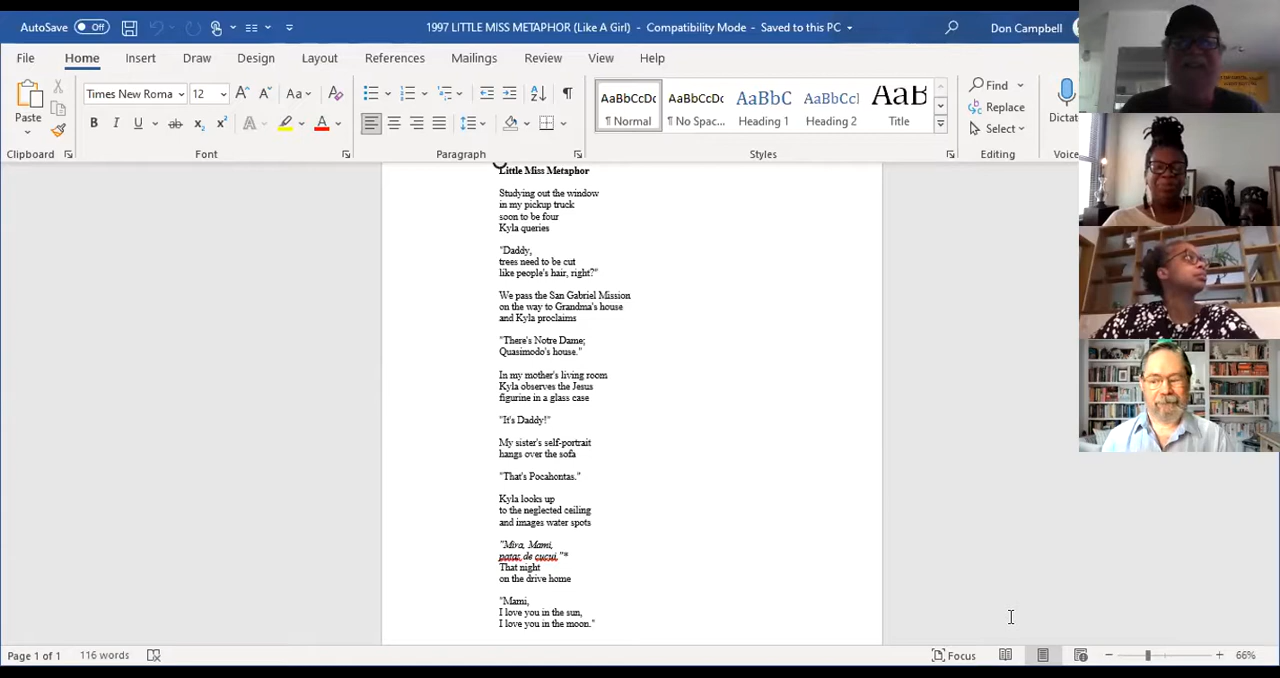 AutoSave Off 1997 LITTLE MISS METAPHOR (Like A Girl) - Compatibility Mode - Saved to this PC Don Campbell
File Home Insert Draw Design Layout References Mailings Review View Help
Times New Roma 12 Aa
Paste
B I U ab x2 x2 A A
AaBbCcDc AaBbCcDc AaBbC AaBbCcI AaB
¶ Normal ¶ No Spac... Heading 1 Heading 2 Title
Find
Replace
Select
Dictat
Clipboard Font Paragraph Styles Editing Voice
Little Miss Metaphor
Studying out the window
in my pickup truck
soon to be four
Kyla queries
"Daddy,
trees need to be cut
like people's hair, right?"
We pass the San Gabriel Mission
on the way to Grandma's house
and Kyla proclaims
"There's Notre Dame;
Quasimodo's house."
In my mother's living room
Kyla observes the Jesus
figurine in a glass case
"It's Daddy!"
My sister's self-portrait
hangs over the sofa
"That's Pocahontas."
Kyla looks up
to the neglected ceiling
and images water spots
"Mira, Mami,
patas de cucui."*
That night
on the drive home
"Mami,
I love you in the sun,
I love you in the moon."
Page 1 of 1 116 words Focus 66%